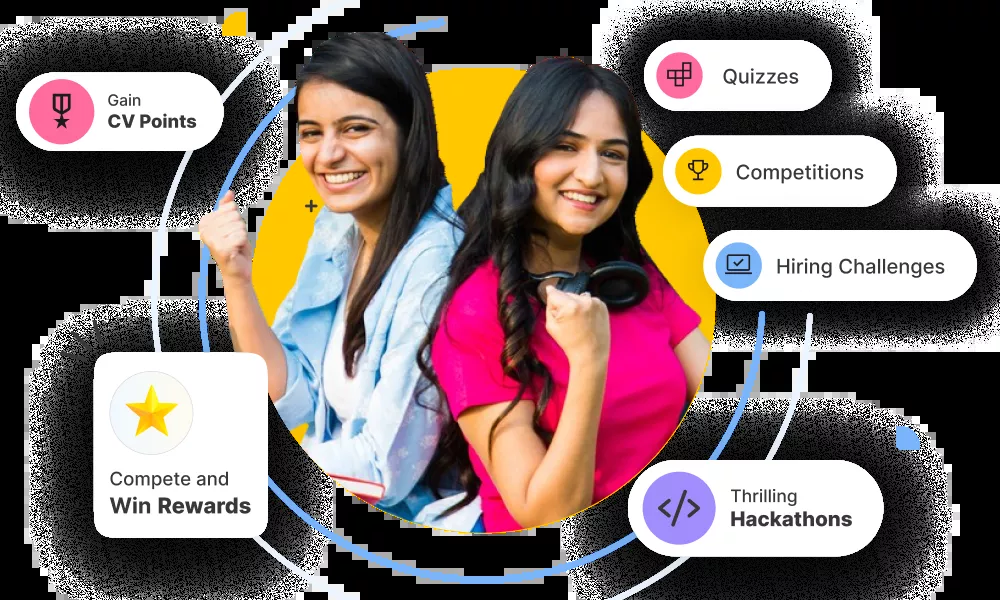 Gain
CV Points
Quizzes
Competitions
Hiring Challenges
Compete and
Win Rewards
Thrilling
Hackathons